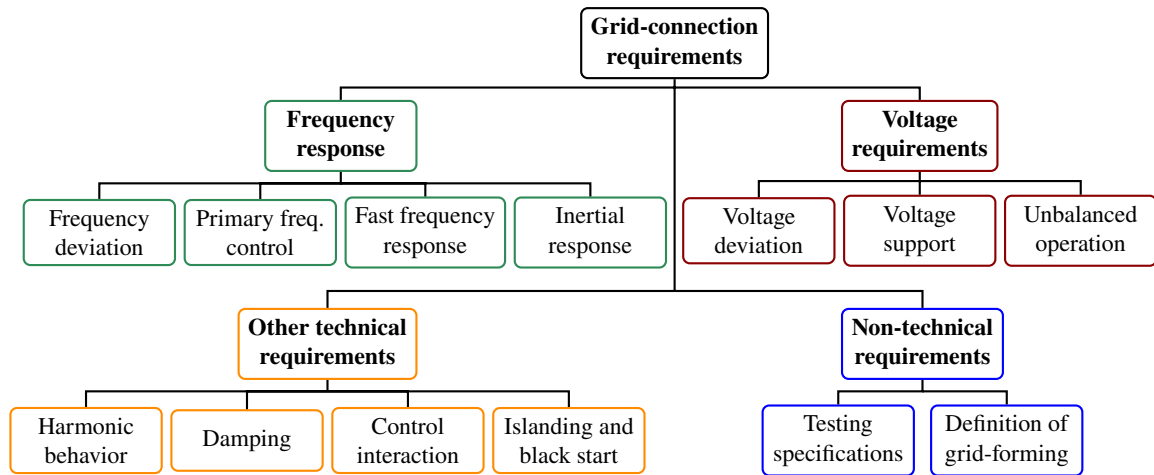 Grid-connection
requirements
Frequency
response
Voltage
requirements
Frequency
deviation
Primary freq.
control
Fast frequency
response
Inertial
response
Voltage
deviation
Voltage
support
Unbalanced
operation
Other technical
requirements
Non-technical
requirements
Harmonic
behavior
Damping
Control
interaction
Islanding and
black start
Testing
specifications
Definition of
grid-forming